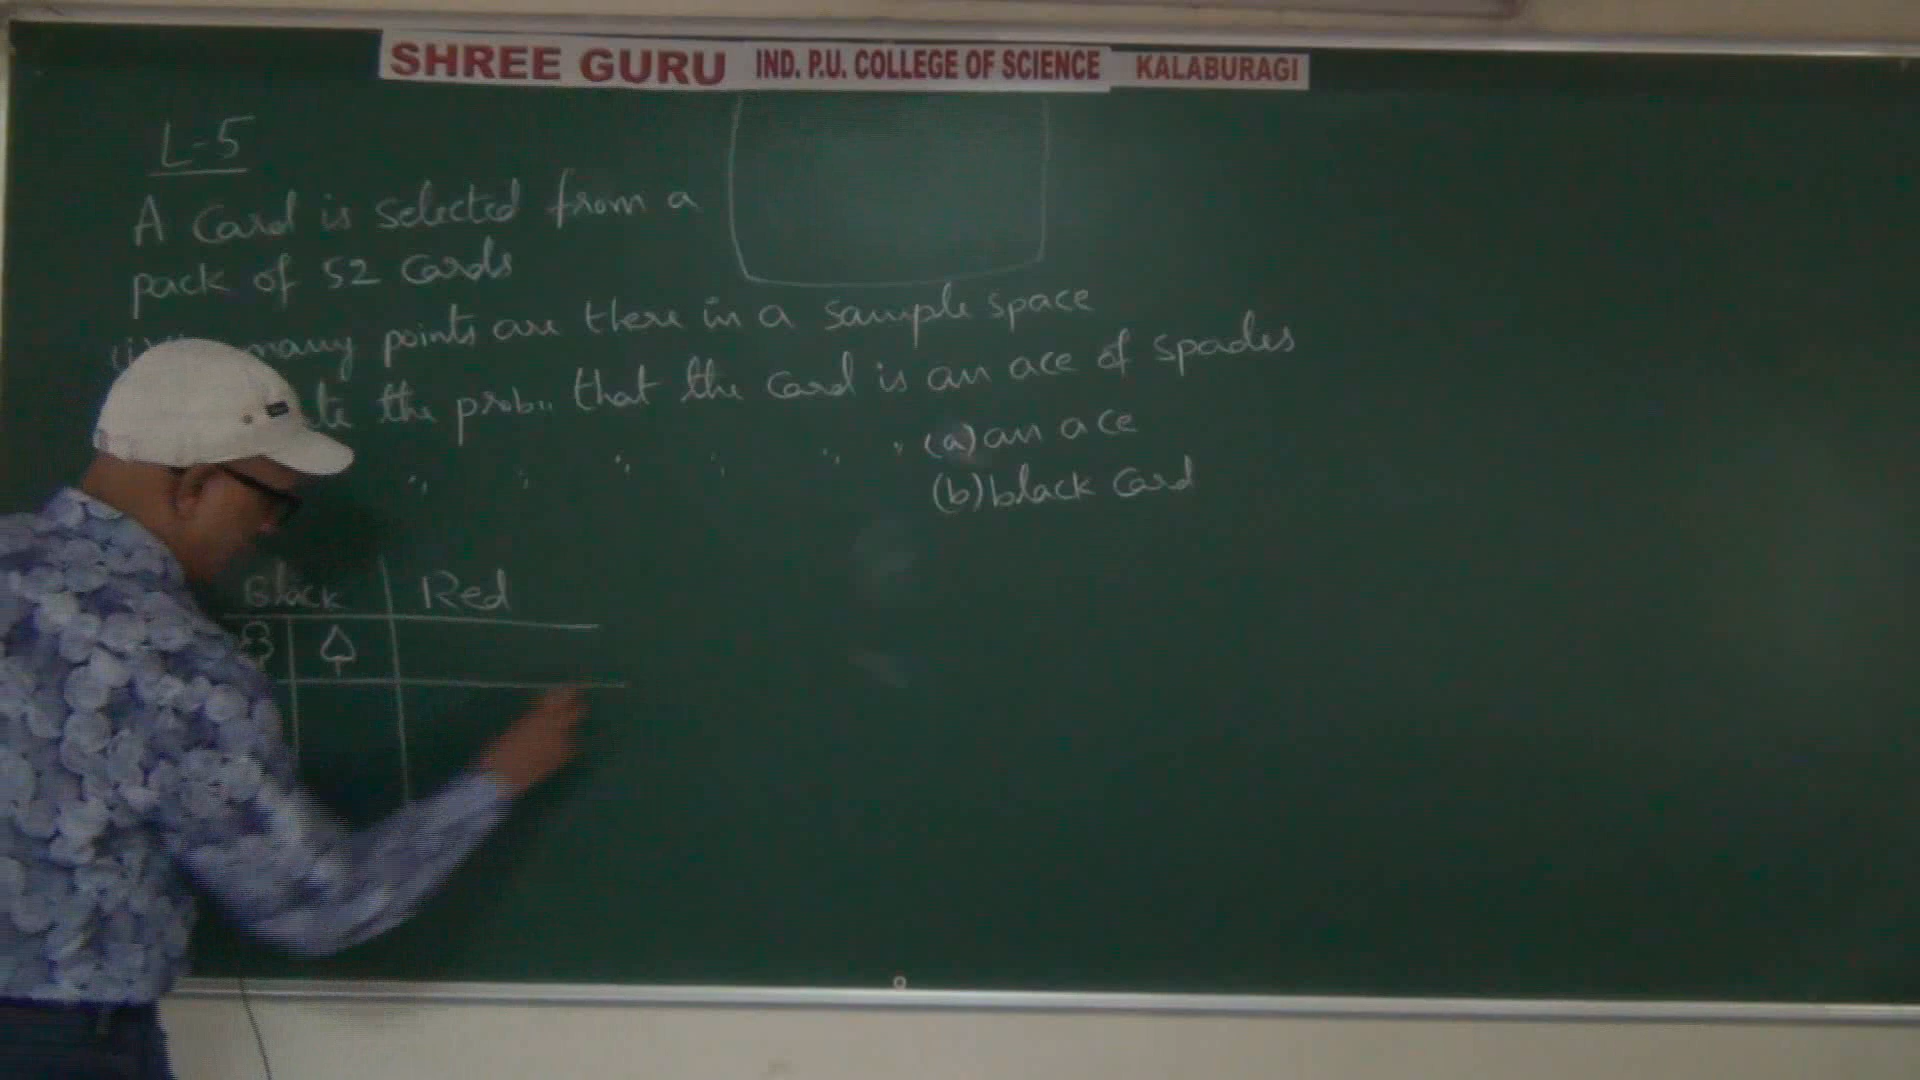 SHREE GURU IND. P.U. COLLEGE OF SCIENCE KALABURAGI
L-5
A Card is selected from a
pack of 52 Cards
many points are there in a sample space
the prob,, that the Card is an ace of spades
,, ,, ,, ,, ,, ,, (a) an ace
(b) black Card
Black Red